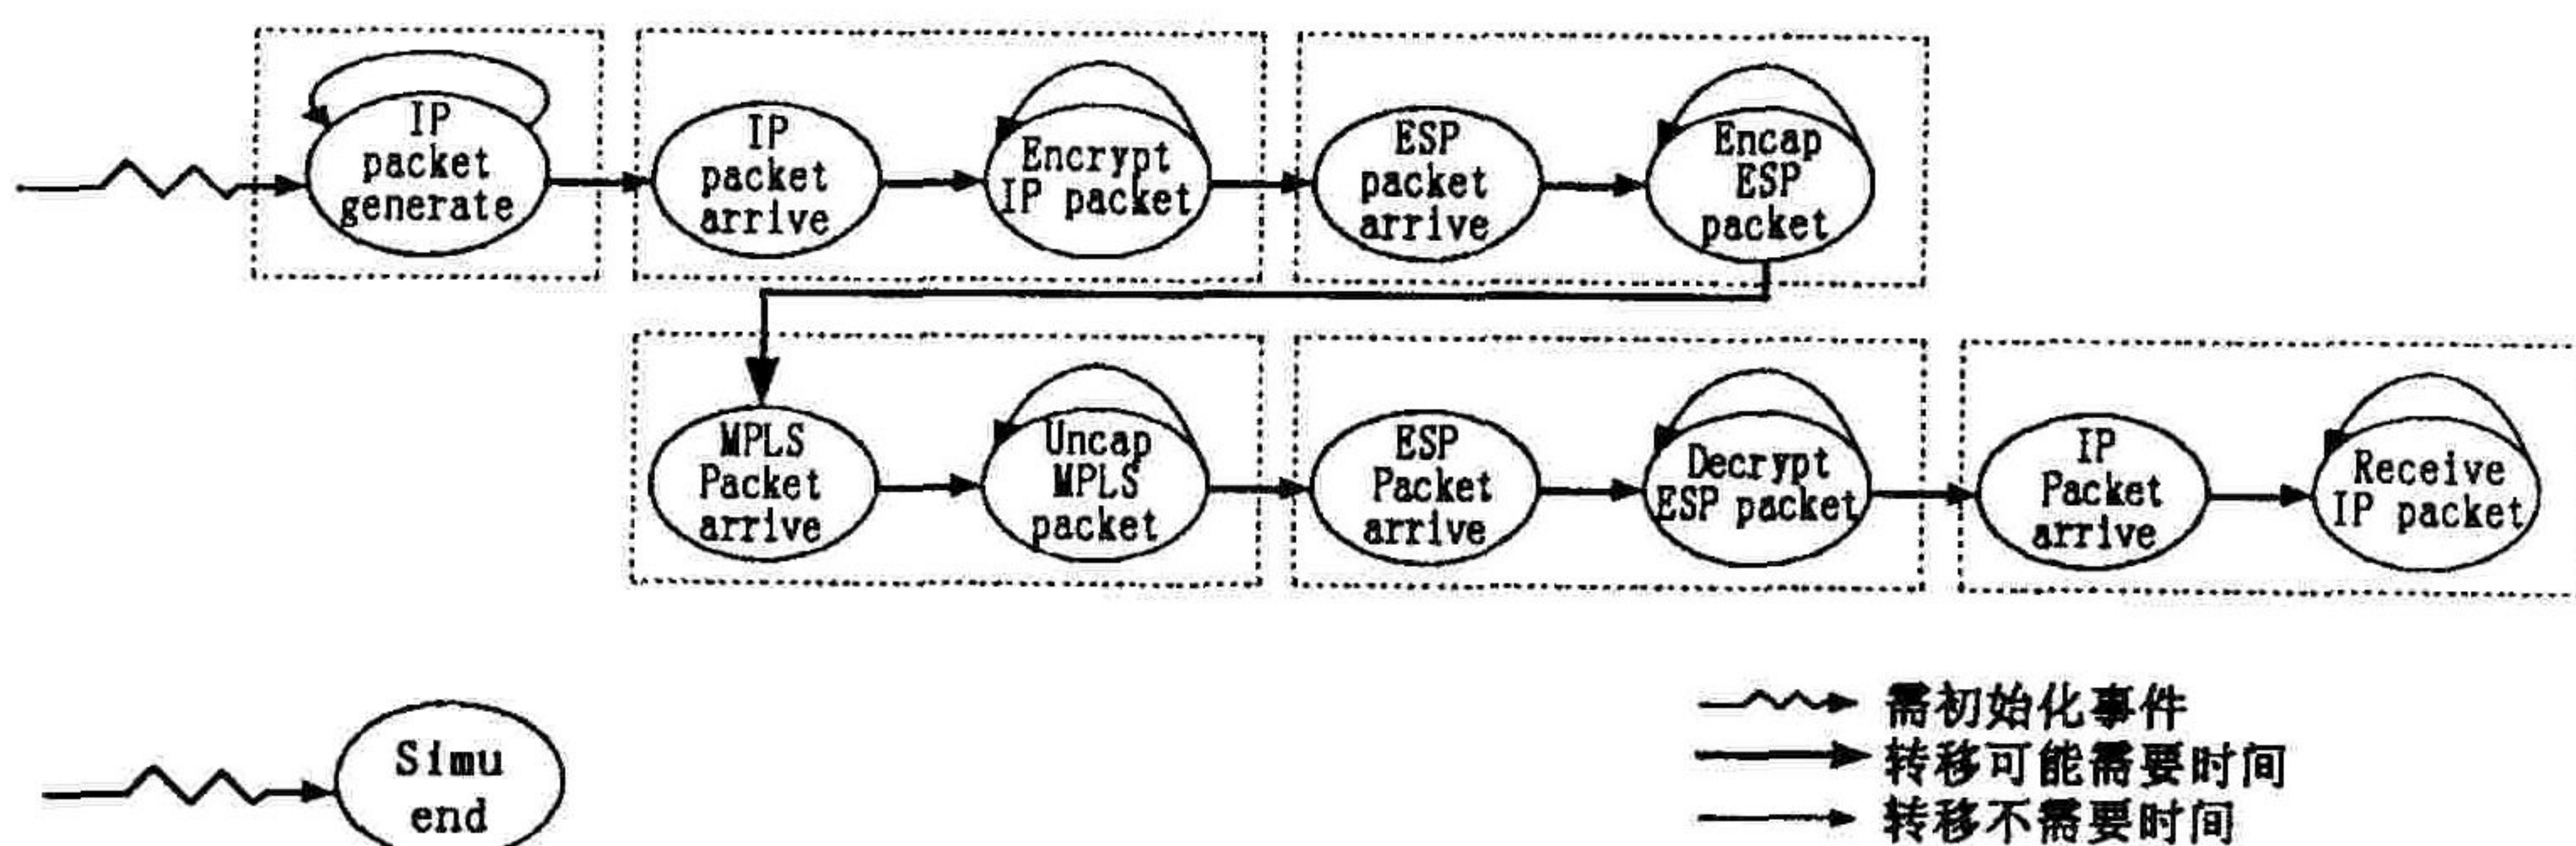 IP
packet
generate
IP
packet
arrive
Encrypt
IP packet
ESP
packet
arrive
Encap
ESP
packet
MPLS
Packet
arrive
Uncap
MPLS
packet
ESP
Packet
arrive
Decrypt
ESP packet
IP
Packet
arrive
Receive
IP packet
Simu
end
需初始化事件
转移可能需要时间
转移不需要时间